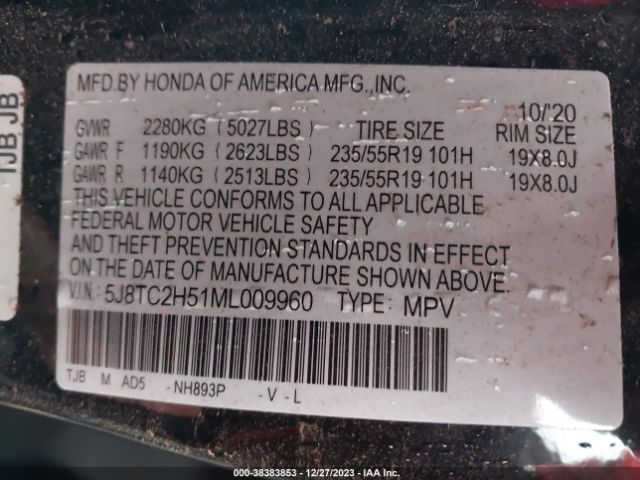 MFD.BY HONDA OF AMERICA MFG.,INC.
10/'20
GVWR 2280KG (5027LBS) TIRE SIZE RIM SIZE
GAWR F 1190KG (2623LBS) 235/55R19 101H 19X8.0J
GAWR R 1140KG (2513LBS) 235/55R19 101H 19X8.0J
THIS VEHICLE CONFORMS TO ALL APPLICABLE
FEDERAL MOTOR VEHICLE SAFETY
AND THEFT PREVENTION STANDARDS IN EFFECT
ON THE DATE OF MANUFACTURE SHOWN ABOVE.
V.I.N.: 5J8TC2H51ML009960 TYPE: MPV
TJB M AD5 - NH893P - V - L
TJB JB
000-38383853 - 12/27/2023 - IAA Inc.